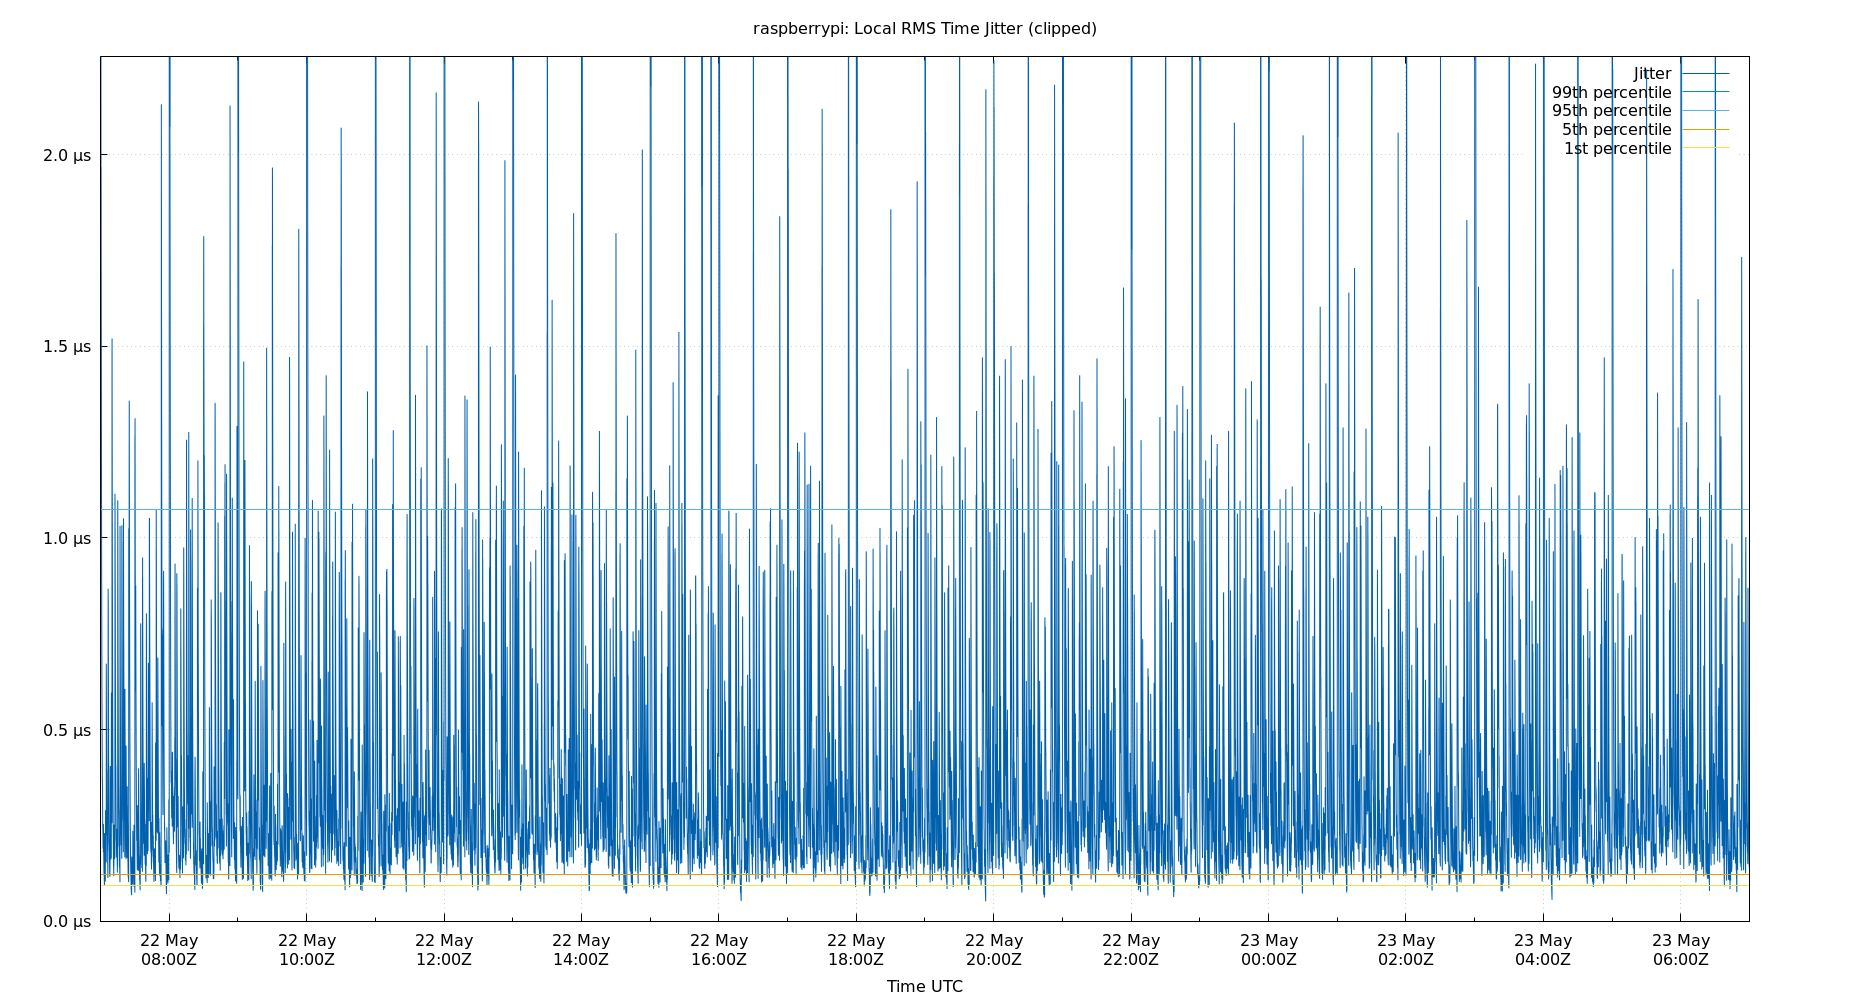 raspberrypi: Local RMS Time Jitter (clipped)
Jitter
99th percentile
95th percentile
5th percentile
1st percentile
2.0 µs
1.5 µs
1.0 µs
0.5 µs
0.0 µs
22 May 22 May 22 May 22 May 22 May 22 May 22 May 22 May 23 May 23 May 23 May 23 May
08:00Z 10:00Z 12:00Z 14:00Z 16:00Z 18:00Z 20:00Z 22:00Z 00:00Z 02:00Z 04:00Z 06:00Z
Time UTC